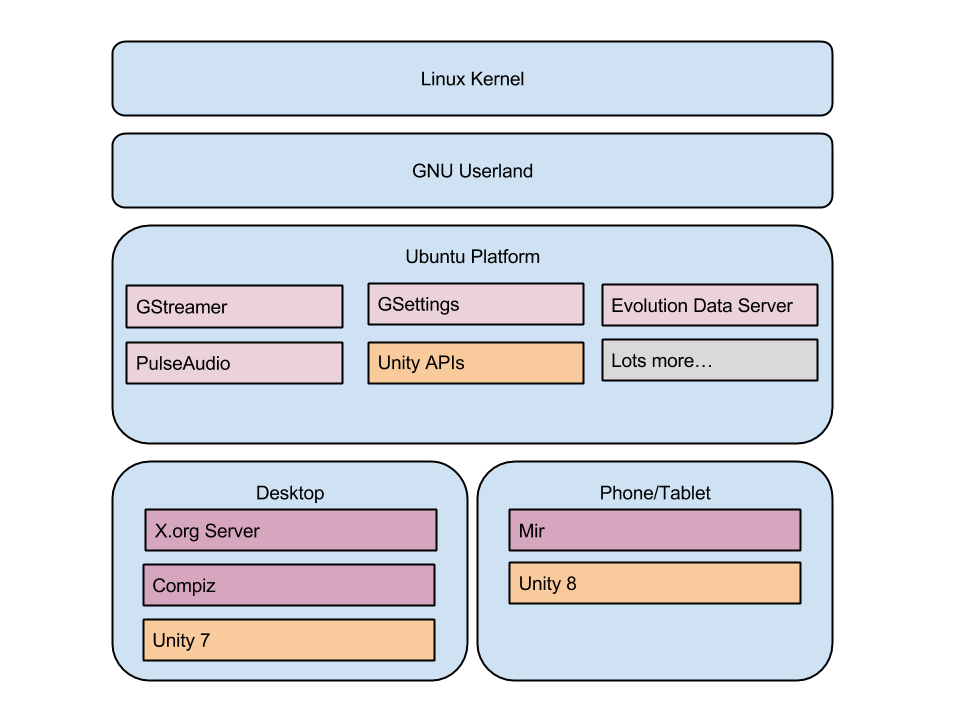 Linux Kernel
GNU Userland
Ubuntu Platform
GStreamer
GSettings
Evolution Data Server
PulseAudio
Unity APIs
Lots more…
Desktop
X.org Server
Compiz
Unity 7
Phone/Tablet
Mir
Unity 8